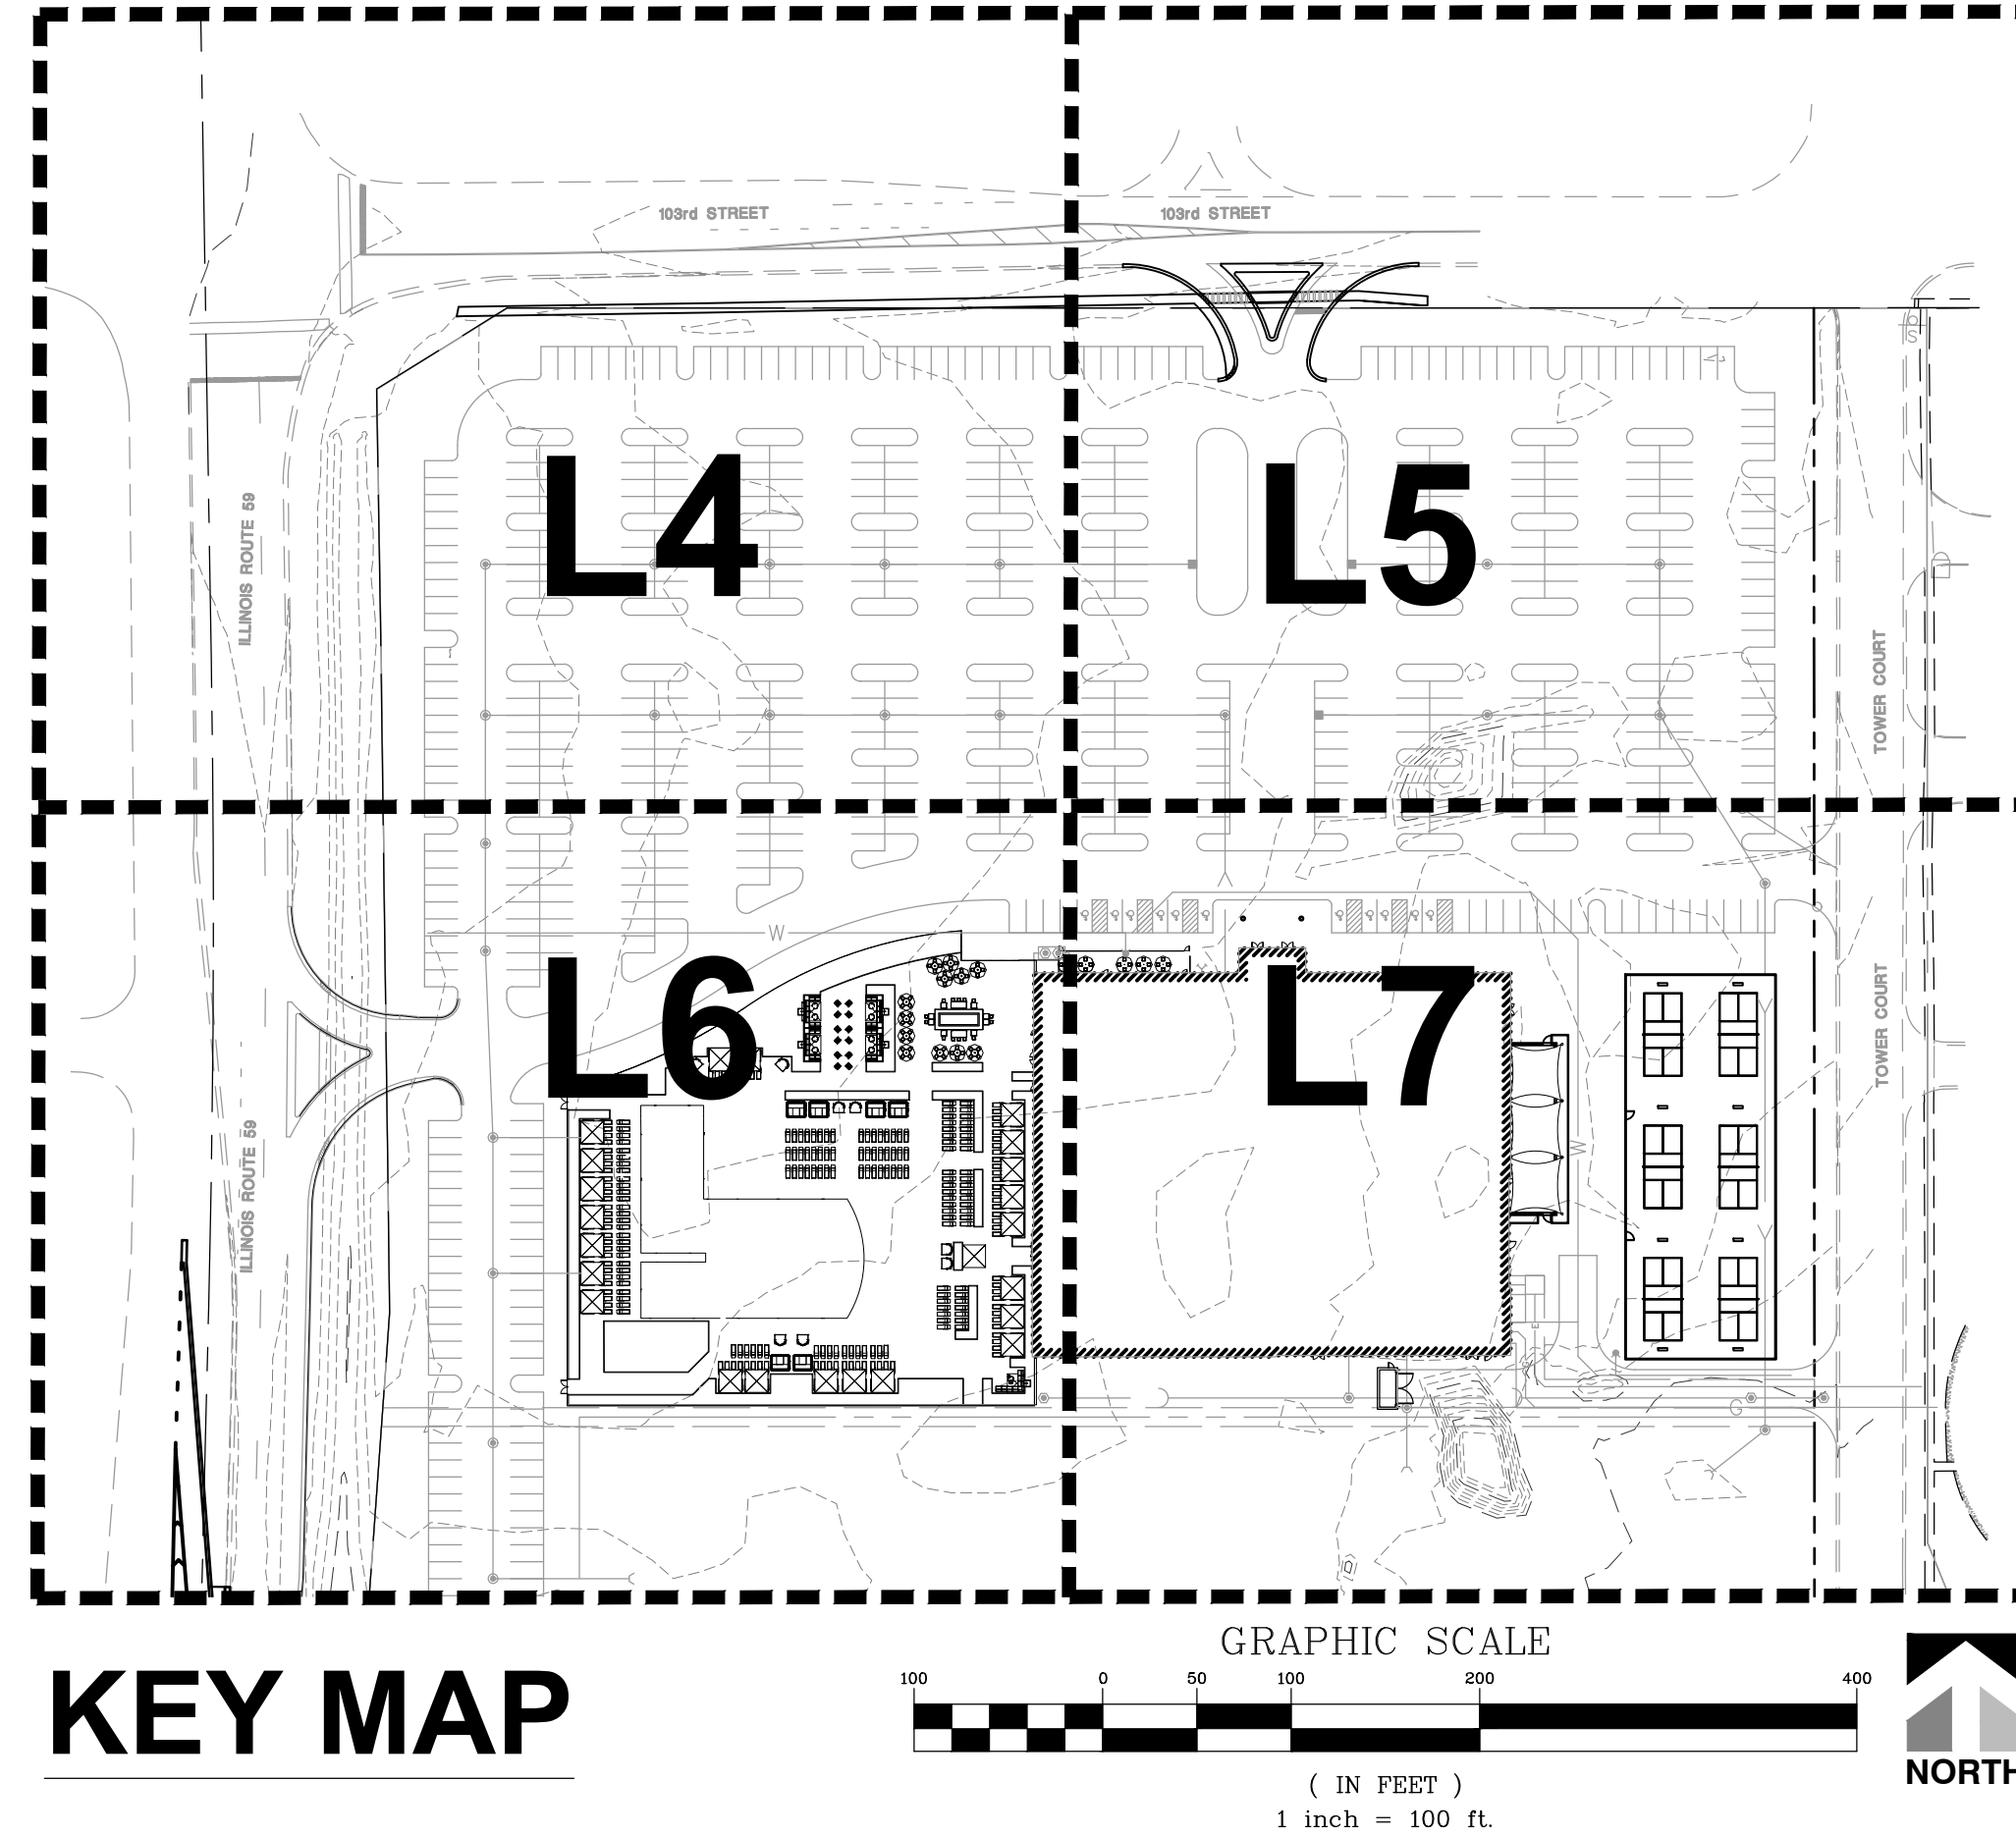 103rd STREET
103rd STREET
S
L4
L5
ILLINOIS ROUTE 59
TOWER COURT
W
L6
L7
TOWER COURT
ILLINOIS ROUTE 59
W
E
G
KEY MAP
GRAPHIC SCALE
100 0 50 100 200 400
( IN FEET )
1 inch = 100 ft.
NORTH